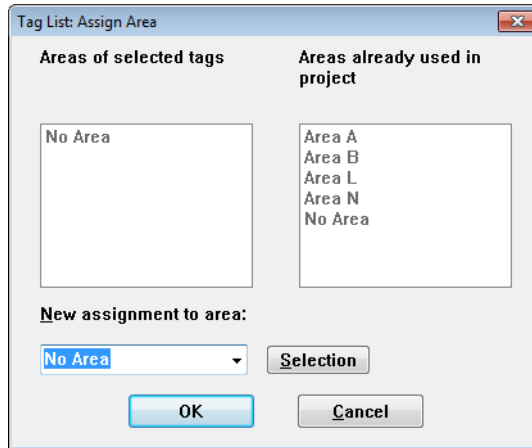 Tag List: Assign Area
Areas of selected tags
Areas already used in
project
No Area
Area A
Area B
Area L
Area N
No Area
New assignment to area:
No Area
Selection
OK
Cancel